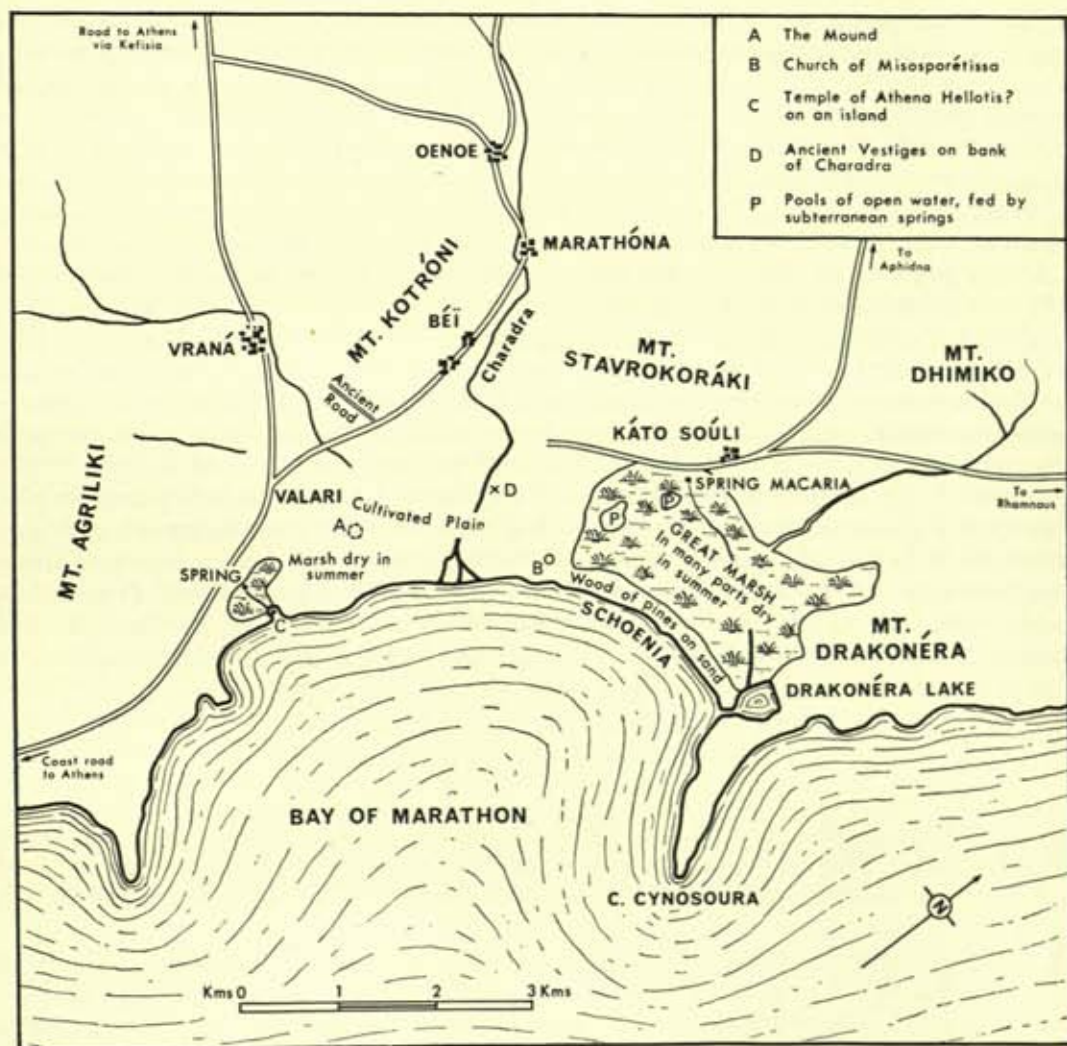 Road to Athens
via Kefisia
A The Mound
B Church of Misosporétissa
C Temple of Athena Hellotis?
on an island
D Ancient Vestiges on bank
of Charadra
P Pools of open water, fed by
subterranean springs
OENOE
MARATHÓNA
To
Aphidna
MT. KOTRÓNI
BÉÏ
Charadra
VRANÁ
MT.
STAVROKORÁKI
MT.
DHIMIKO
Ancient
Road
KÁTO SOÚLI
MT. AGRILIKI
VALARI
D
SPRING MACARIA
To
Rhamnaus
Cultivated Plain
A
P
P
GREAT MARSH
In many parts dry
in summer
Marsh dry in
summer
SPRING
B
Wood of pines on sand
SCHOENIA
C
MT.
DRAKONÉRA
DRAKONÉRA LAKE
Coast road
to Athens
BAY OF MARATHON
C. CYNOSOURA
N
Kms 0 1 2 3 Kms